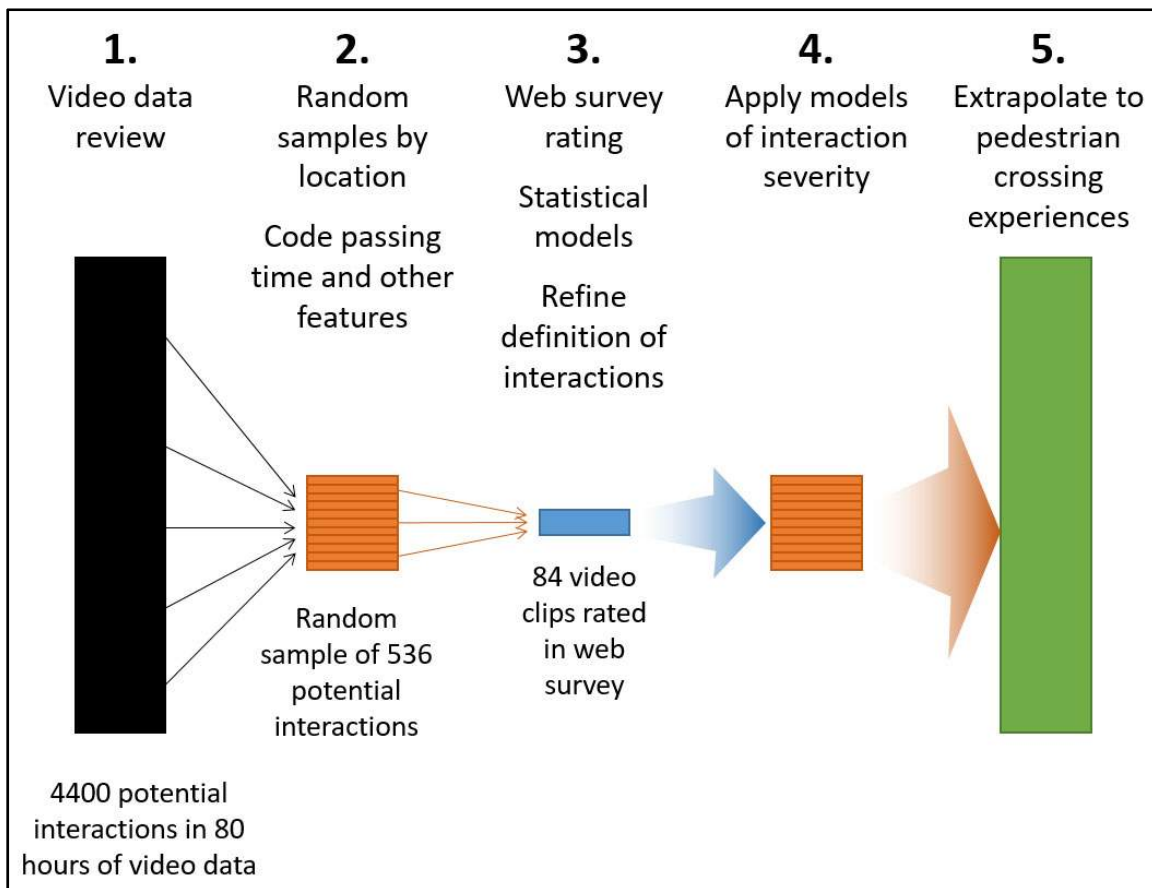 1.
Video data
review
4400 potential
interactions in 80
hours of video data
2.
Random
samples by
location
Code passing
time and other
features
Random
sample of 536
potential
interactions
3.
Web survey
rating
Statistical
models
Refine
definition of
interactions
84 video
clips rated
in web
survey
4.
Apply models
of interaction
severity
5.
Extrapolate to
pedestrian
crossing
experiences